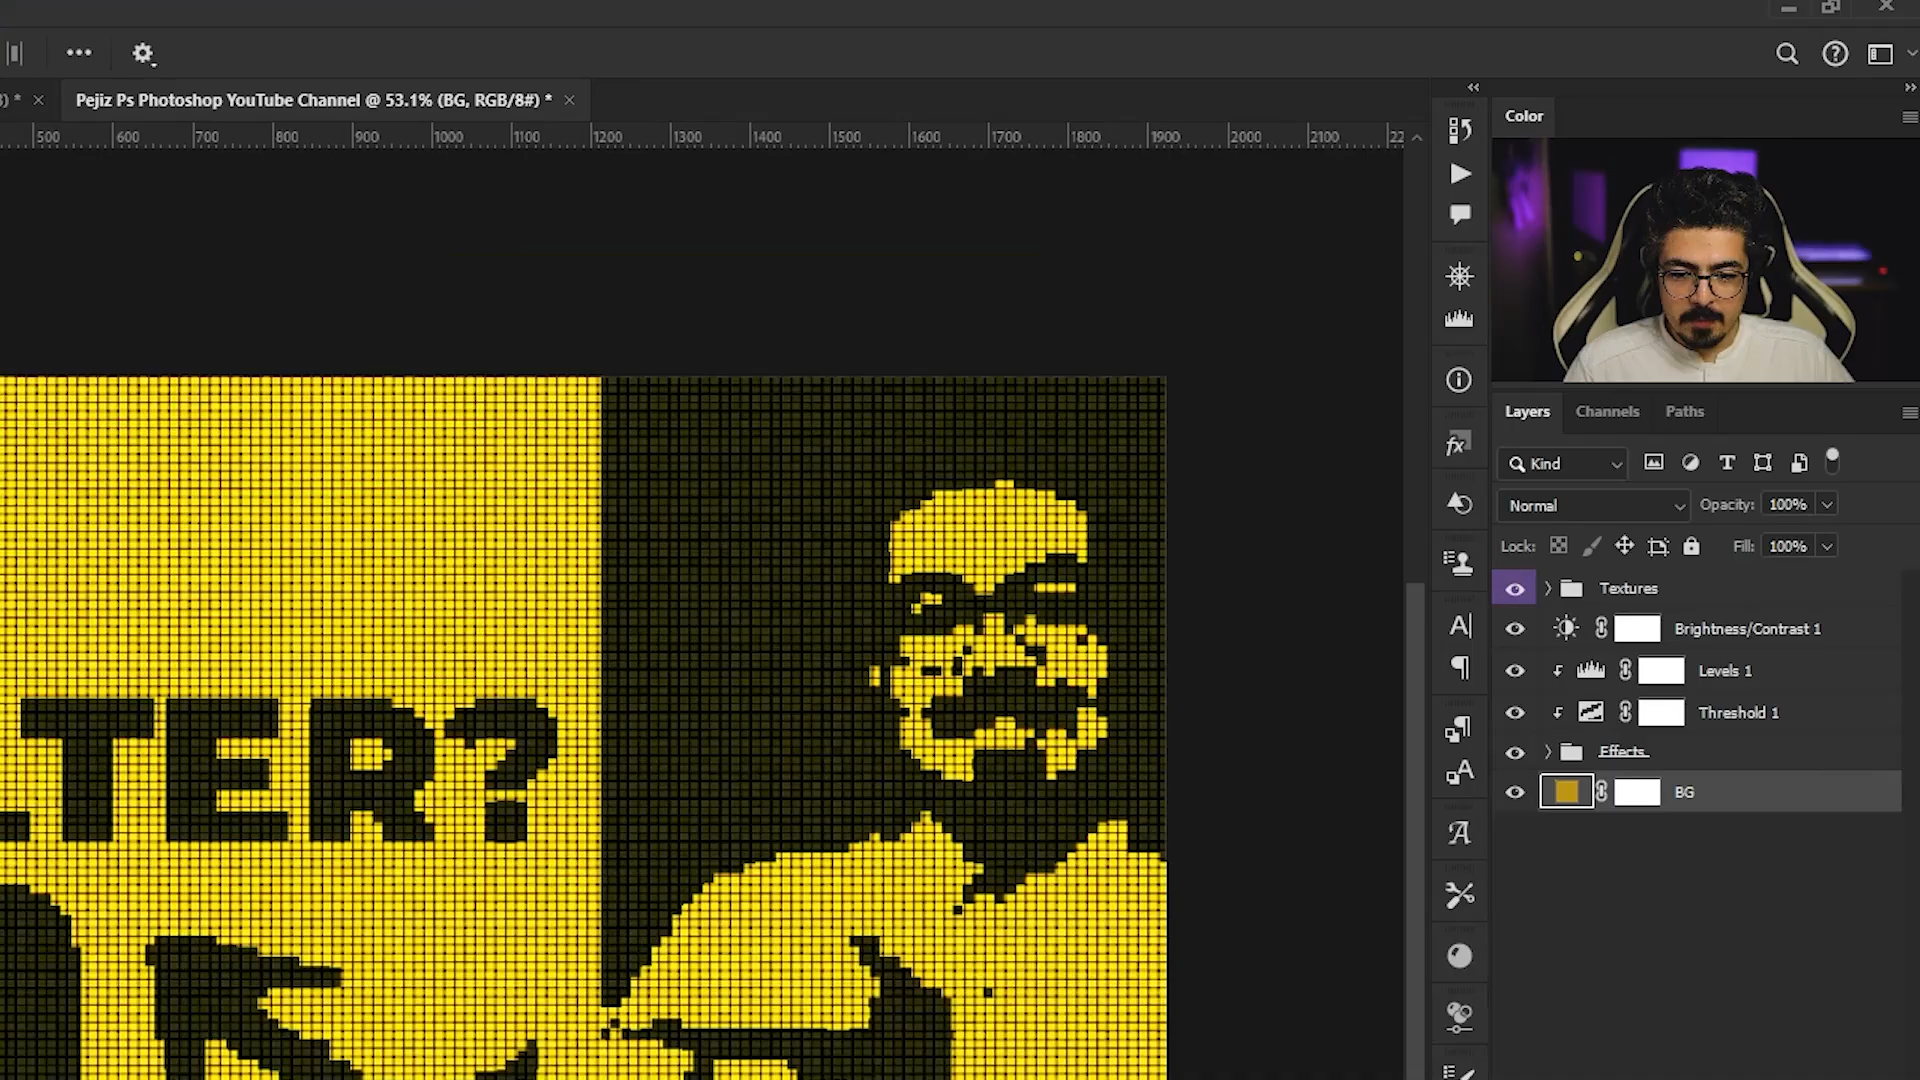 3) *
Pejiz Ps Photoshop YouTube Channel @ 53.1% (BG, RGB/8#) *
500 600 700 800 900 1000 1100 1200 1300 1400 1500 1600 1700 1800 1900 2000 2100 22
Color
Layers Channels Paths
Kind
Normal Opacity: 100%
Lock: Fill: 100%
Textures
Brightness/Contrast 1
Levels 1
Threshold 1
Effects
BG
TER?